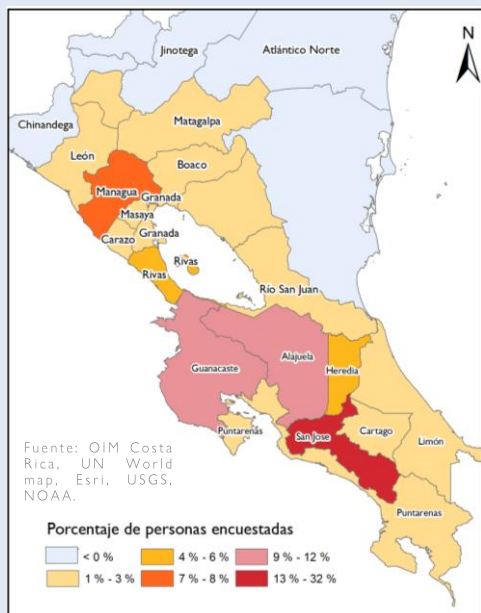 N
Jinotega
Atlántico Norte
Chinandega
Matagalpa
León
Boaco
Managua
Granada
Masaya
Carazo
Granada
Rivas
Rivas
Río San Juan
Guanacaste
Alajuela
Heredia
San Jose
Cartago
Limón
Puntarenas
Puntarenas
Fuente: OIM Costa
Rica, UN World
map, Esri, USGS,
NOAA.
Porcentaje de personas encuestadas
< 0 % 4 % - 6 % 9 % - 12 %
1 % - 3 % 7 % - 8 % 13 % - 32 %